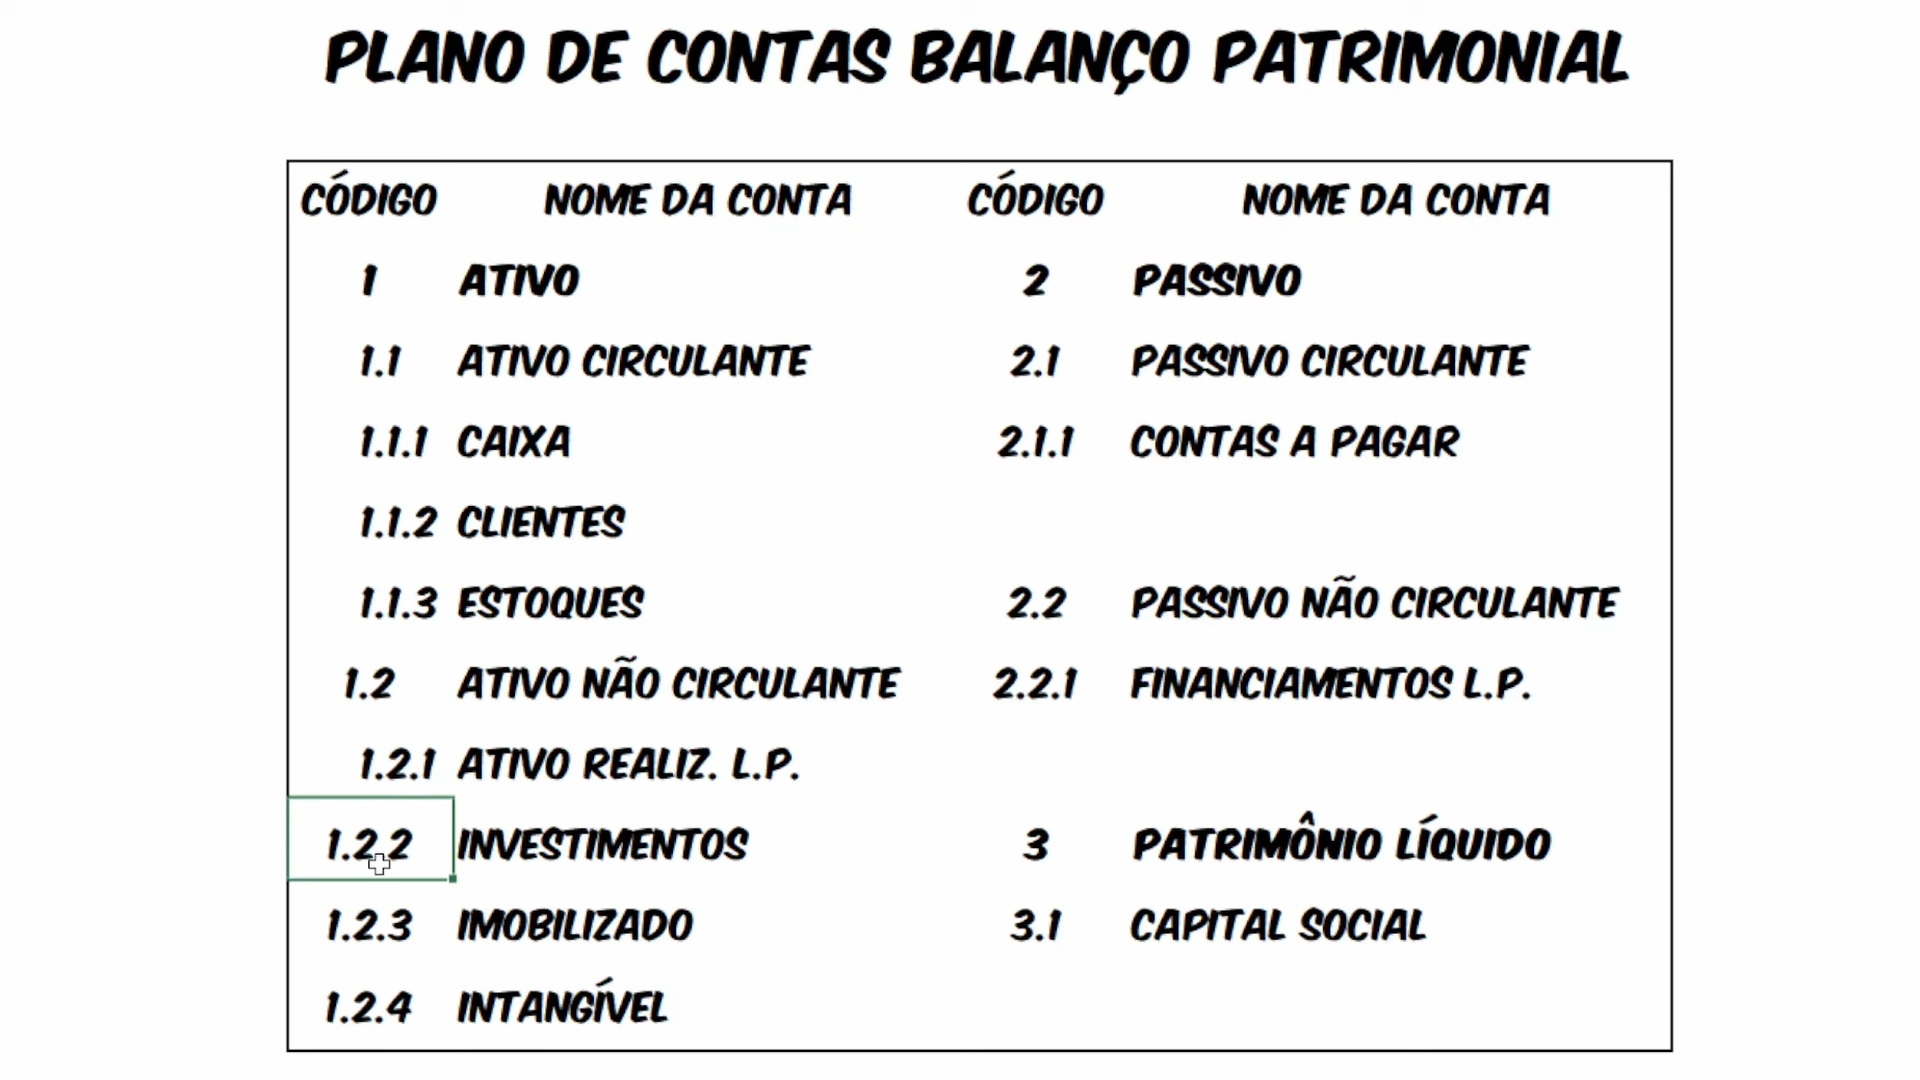 PLANO DE CONTAS BALANÇO PATRIMONIAL
CÓDIGO NOME DA CONTA CÓDIGO NOME DA CONTA
1 ATIVO 2 PASSIVO
1.1 ATIVO CIRCULANTE 2.1 PASSIVO CIRCULANTE
1.1.1 CAIXA 2.1.1 CONTAS A PAGAR
1.1.2 CLIENTES
1.1.3 ESTOQUES 2.2 PASSIVO NÃO CIRCULANTE
1.2 ATIVO NÃO CIRCULANTE 2.2.1 FINANCIAMENTOS L.P.
1.2.1 ATIVO REALIZ. L.P.
1.2.2 INVESTIMENTOS 3 PATRIMÔNIO LÍQUIDO
1.2.3 IMOBILIZADO 3.1 CAPITAL SOCIAL
1.2.4 INTANGÍVEL